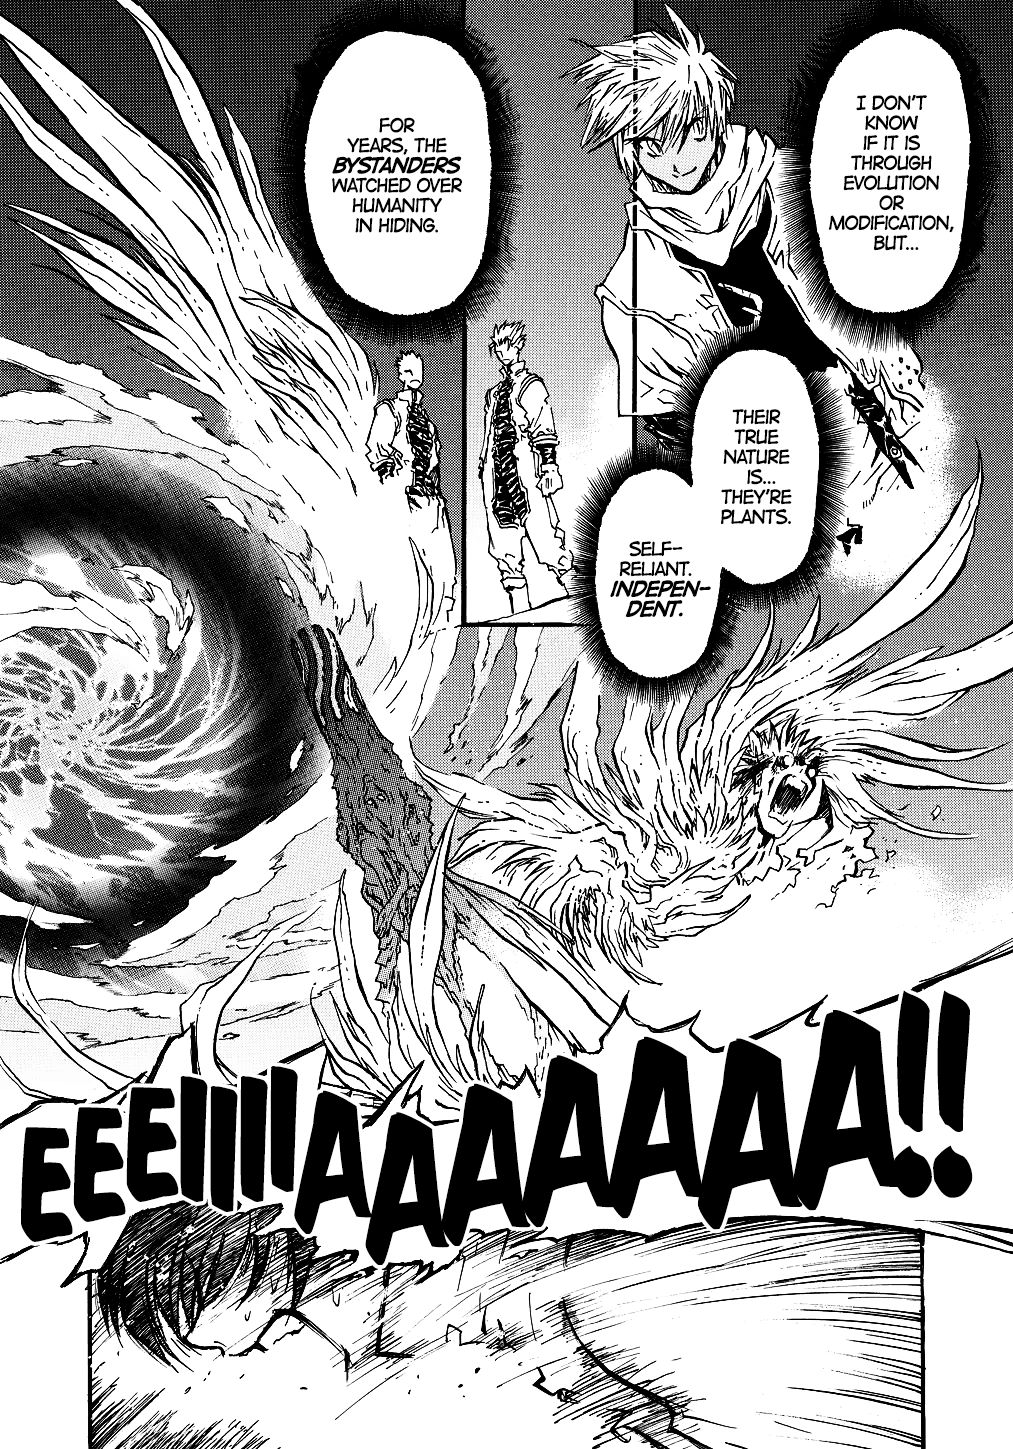 I DON'T
KNOW
IF IT IS
THROUGH
EVOLUTION
OR
MODIFICATION,
BUT...
THEIR
TRUE
NATURE
IS...
THEY'RE
PLANTS.
SELF-
RELIANT.
INDEPEN-
DENT.
FOR
YEARS, THE
BYSTANDERS
WATCHED OVER
HUMANITY
IN HIDING.
EEEIIIIAAAAAAA!!